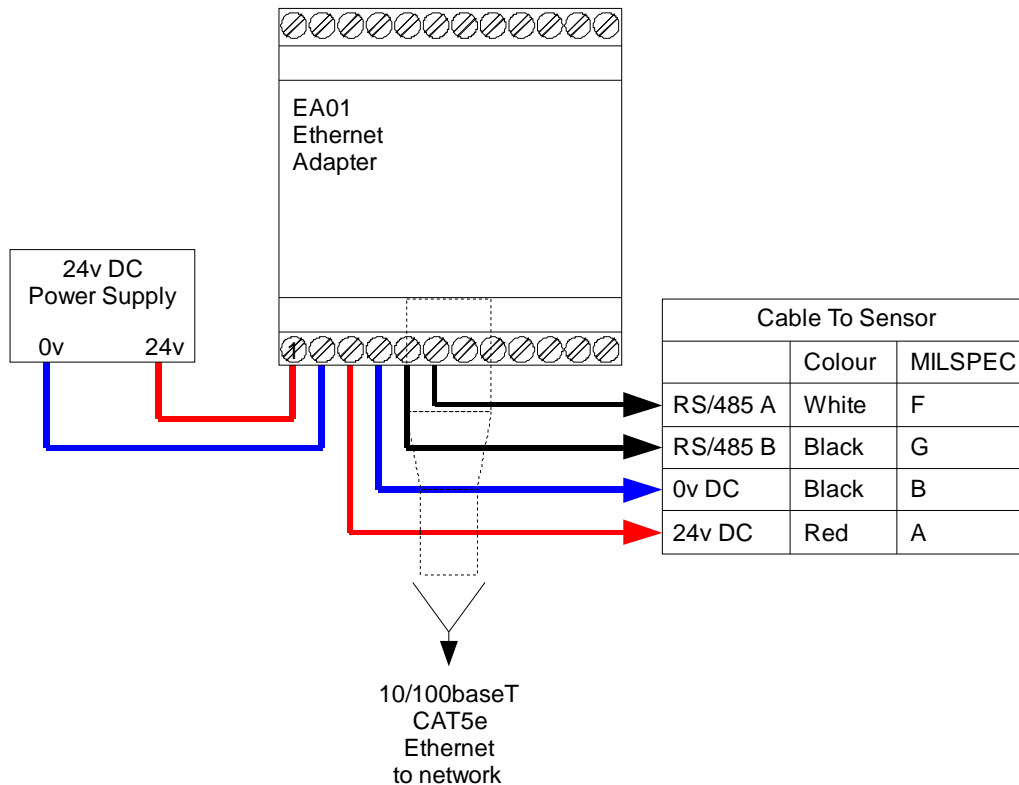 EA01
Ethernet
Adapter
24v DC
Power Supply
0v 24v
1
Cable To Sensor
Colour MILSPEC
RS/485 A White F
RS/485 B Black G
0v DC Black B
24v DC Red A
10/100baseT
CAT5e
Ethernet
to network